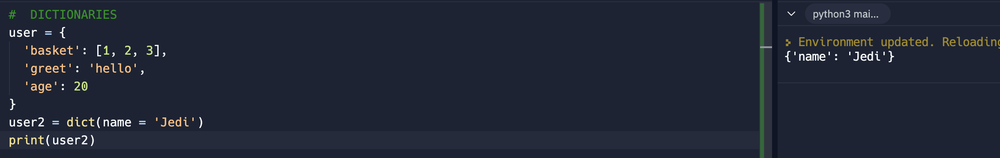 #  DICTIONARIES
user = {
  'basket': [1, 2, 3],
  'greet': 'hello',
  'age': 20
}
user2 = dict(name = 'Jedi')
print(user2)
python3 mai...
Environment updated. Reloading
{'name': 'Jedi'}